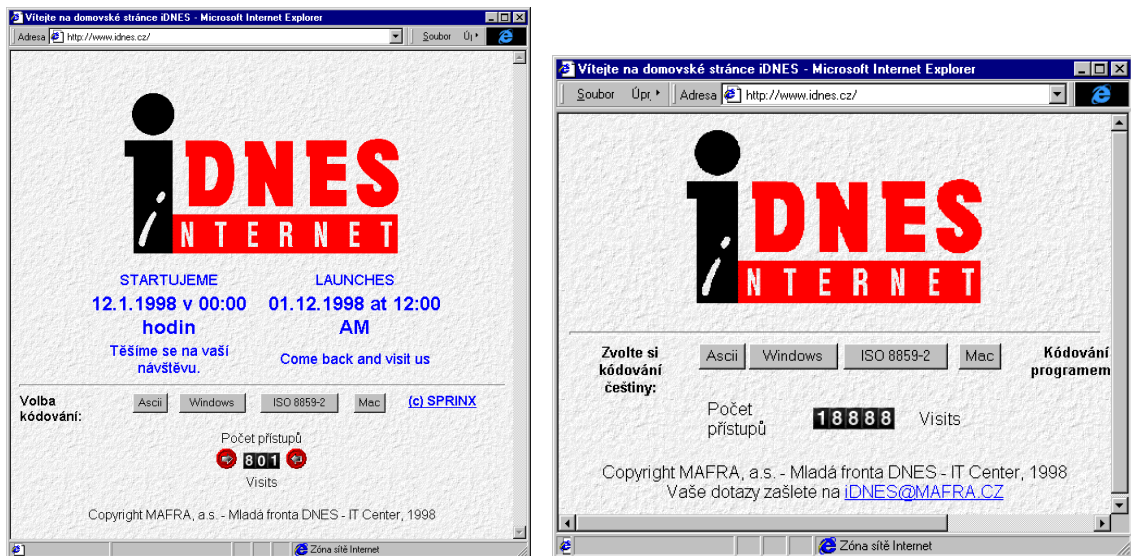 Vítejte na domovské stránce iDNES - Microsoft Internet Explorer
Adresa http://www.idnes.cz/ Soubor Úp
iDNES
iNTERNET
STARTUJEME
12.1.1998 v 00:00
hodin
Těšíme se na vaší
návštěvu.
LAUNCHES
01.12.1998 at 12:00
AM
Come back and visit us
Volba
kódování:
Ascii Windows ISO 8859-2 Mac (c) SPRINX
Počet přístupů
801
Visits
Copyright MAFRA, a.s. - Mladá fronta DNES - IT Center, 1998
Zóna sítě Internet
Vítejte na domovské stránce iDNES - Microsoft Internet Explorer
Soubor Úpr Adresa http://www.idnes.cz/
iDNES
iNTERNET
Zvolte si
kódování
češtiny:
Ascii Windows ISO 8859-2 Mac
Kódování
programem
Počet
přístupů
18888 Visits
Copyright MAFRA, a.s. - Mladá fronta DNES - IT Center, 1998
Vaše dotazy zašlete na iDNES@MAFRA.CZ
Zóna sítě Internet